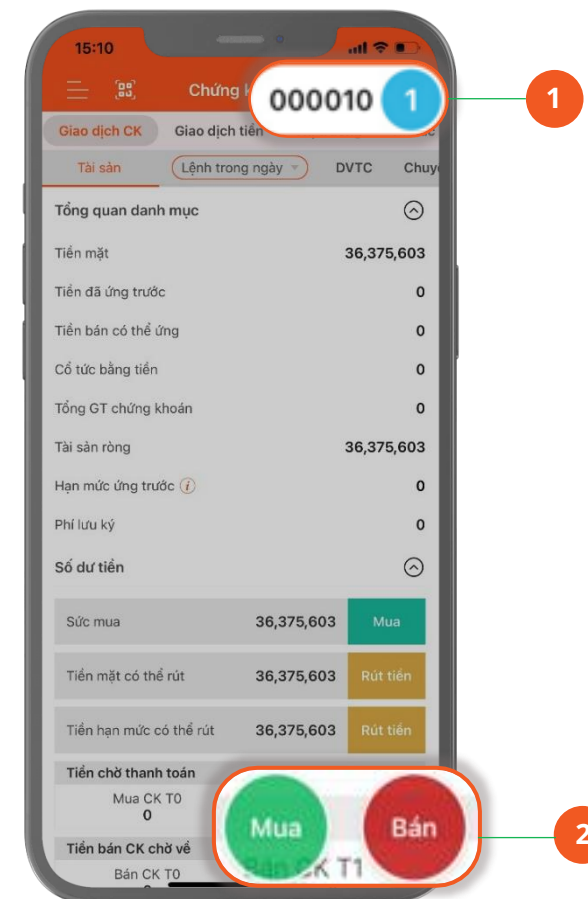 15:10
Chứng
000010 1
1
Giao dịch CK Giao dịch tiền
Tài sản Lệnh trong ngày DVTC Chuy
Tổng quan danh mục
Tiền mặt 36,375,603
Tiền đã ứng trước 0
Tiền bán có thể ứng 0
Cổ tức bằng tiền 0
Tổng GT chứng khoán 0
Tài sản ròng 36,375,603
Hạn mức ứng trước i 0
Phí lưu ký 0
Số dư tiền
Sức mua 36,375,603 Mua
Tiền mặt có thể rút 36,375,603 Rút tiền
Tiền hạn mức có thể rút 36,375,603 Rút tiền
Tiền chờ thanh toán
Mua CK T0
0
Mua Bán
2
Tiền bán CK chờ về
Bán CK T0
Bán CK T1